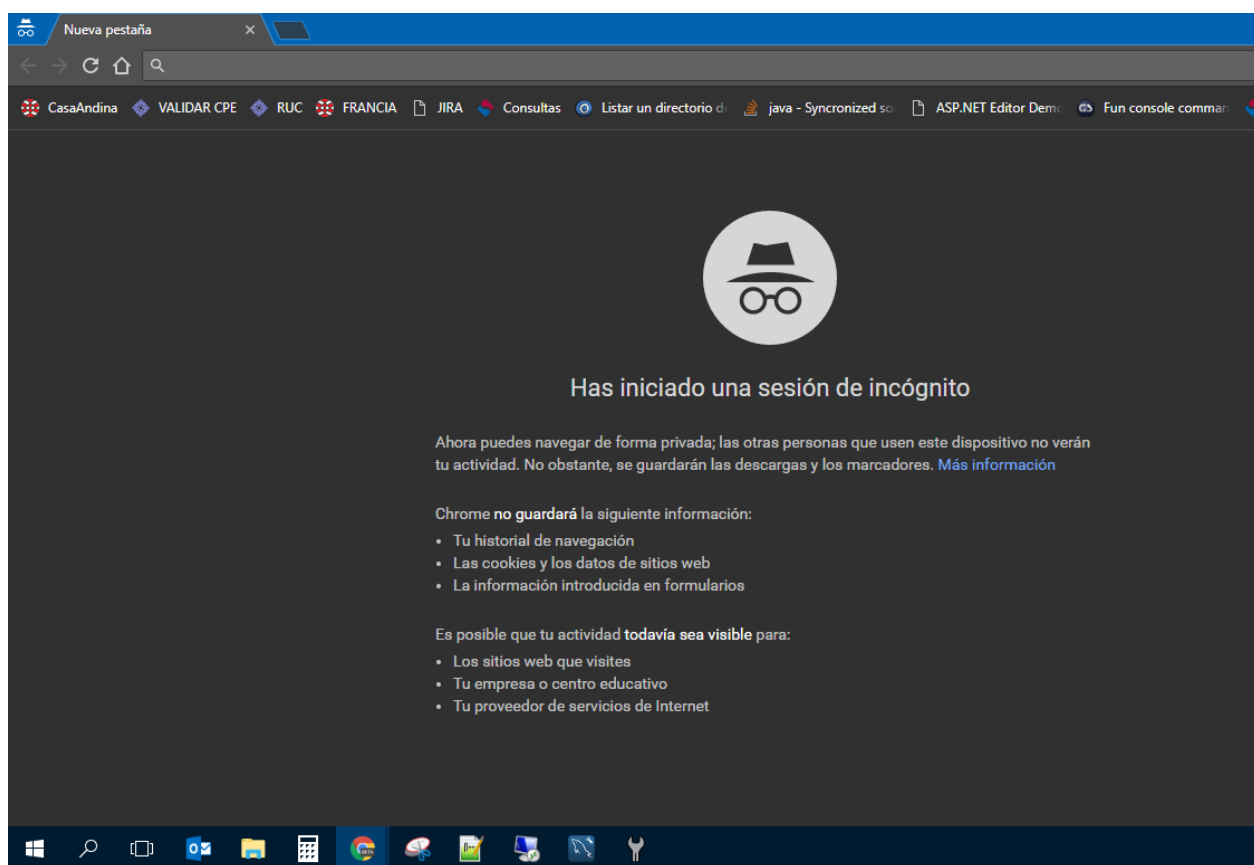 Nueva pestaña
CasaAndina VALIDAR CPE RUC FRANCIA JIRA Consultas Listar un directorio d java - Syncronized so ASP.NET Editor Dem Fun console comman
Has iniciado una sesión de incógnito
Ahora puedes navegar de forma privada; las otras personas que usen este dispositivo no verán
tu actividad. No obstante, se guardarán las descargas y los marcadores. Más información
Chrome no guardará la siguiente información:
• Tu historial de navegación
• Las cookies y los datos de sitios web
• La información introducida en formularios
Es posible que tu actividad todavía sea visible para:
• Los sitios web que visites
• Tu empresa o centro educativo
• Tu proveedor de servicios de Internet
BETA